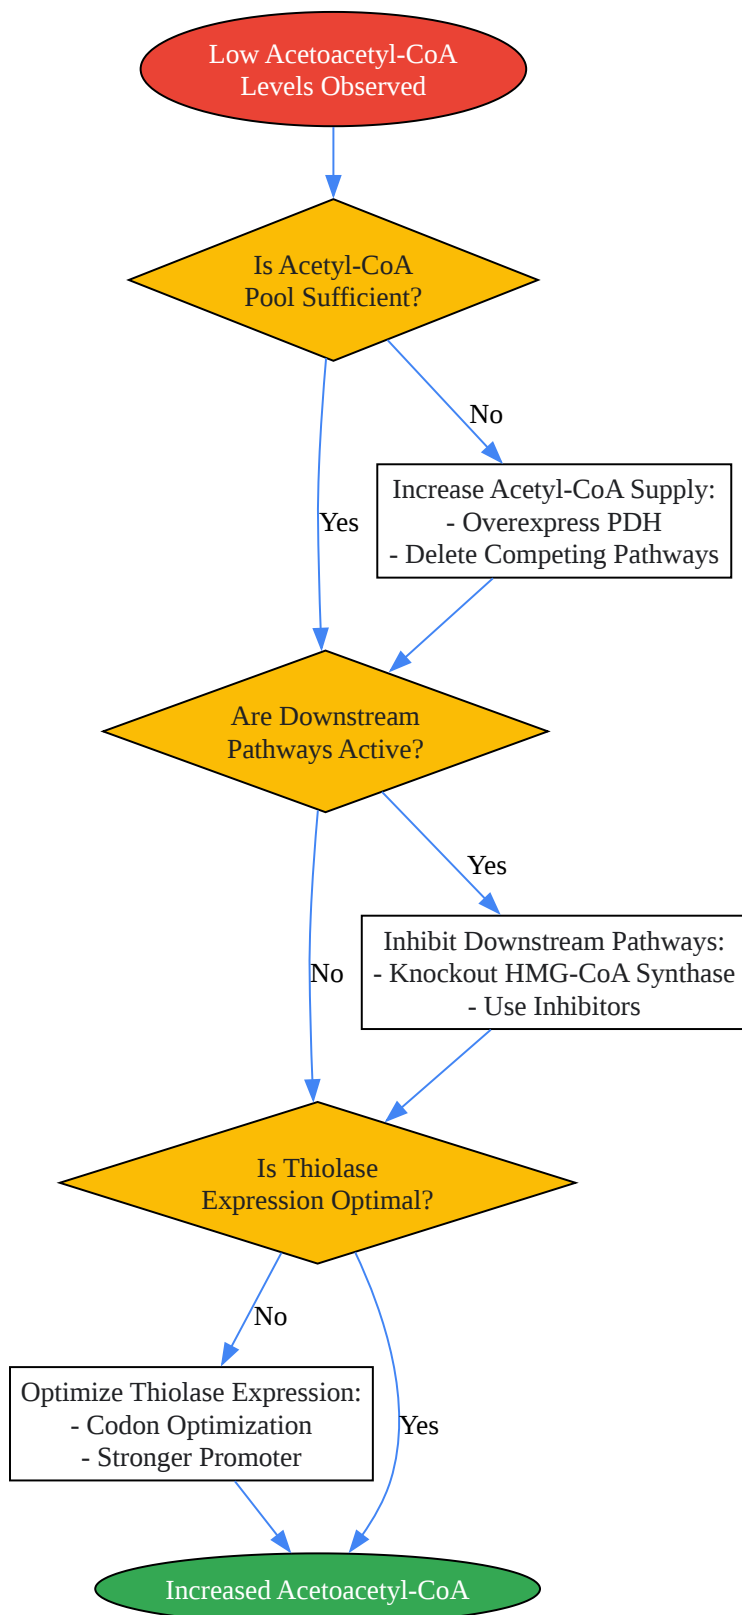 Low Acetoacetyl-CoA
Levels Observed
Is Acetyl-CoA
Pool Sufficient?
No
Increase Acetyl-CoA Supply:
- Overexpress PDH
- Delete Competing Pathways
Yes
Are Downstream
Pathways Active?
Yes
Inhibit Downstream Pathways:
- Knockout HMG-CoA Synthase
- Use Inhibitors
No
Is Thiolase
Expression Optimal?
No
Optimize Thiolase Expression:
- Codon Optimization
- Stronger Promoter
Yes
Increased Acetoacetyl-CoA